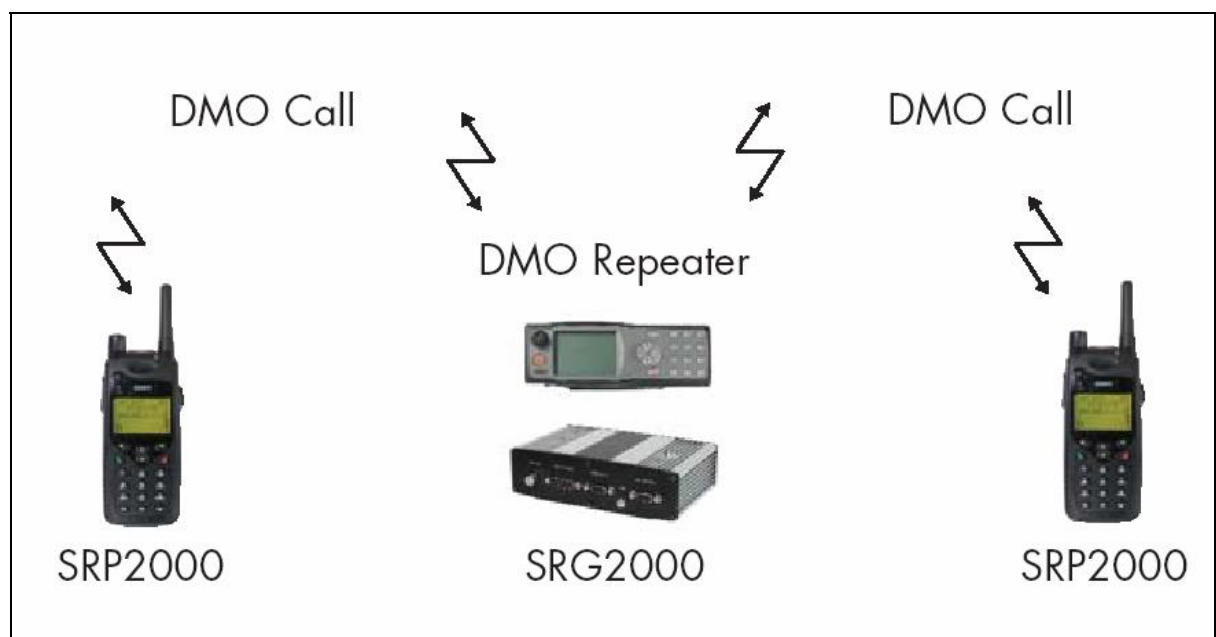 DMO Call
DMO Call
DMO Repeater
SRP2000
SRG2000
SRP2000